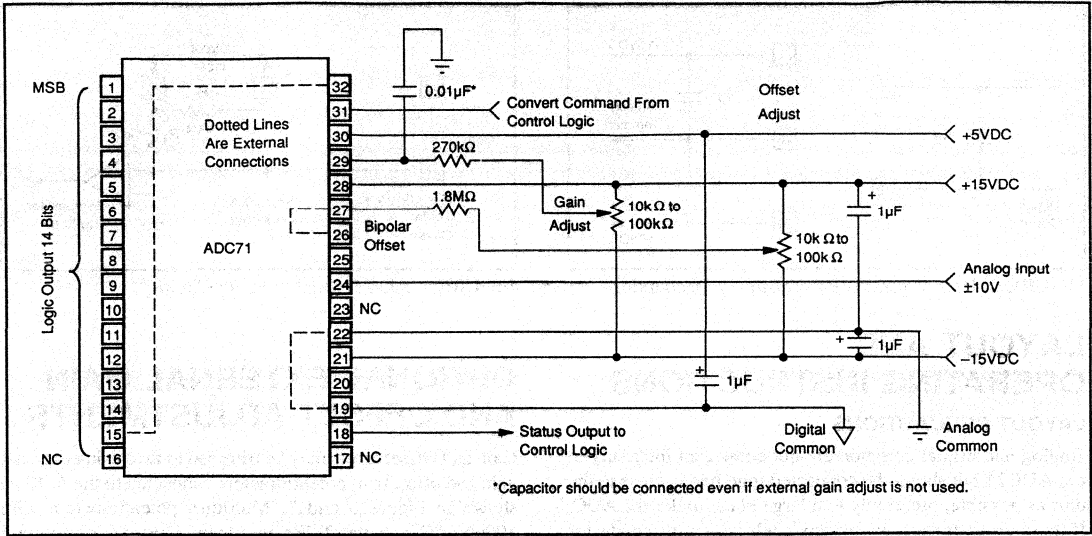 MSB
Logic Output 14 Bits
NC
1
2
3
4
5
6
7
8
9
10
11
12
13
14
15
16
Dotted Lines
Are External
Connections
ADC71
32
31
30
29
28
27
26
25
24
23
22
21
20
19
18
17
NC
NC
Bipolar
Offset
0.01µF*
Convert Command From
Control Logic
270kΩ
1.8MΩ
Gain
Adjust
10kΩ to
100kΩ
Offset
Adjust
10kΩ to
100kΩ
+5VDC
+15VDC
+
1µF
Analog Input
±10V
+
1µF
–15VDC
+
1µF
Status Output to
Control Logic
Digital
Common
Analog
Common
*Capacitor should be connected even if external gain adjust is not used.